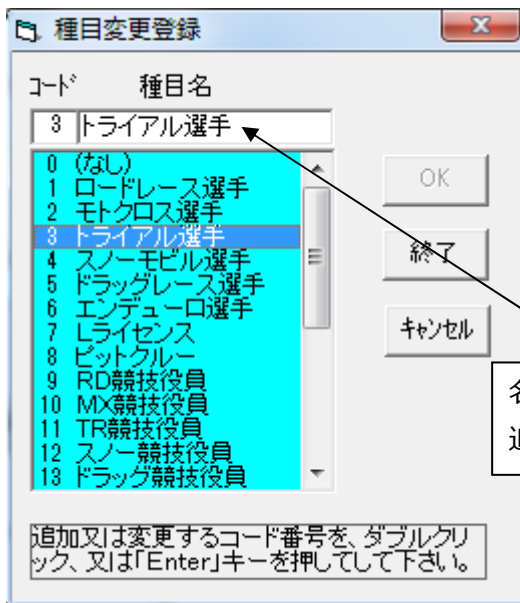 種目変更登録
コード 種目名
3 トライアル選手
0 (なし)
1 ロードレース選手
2 モトクロス選手
3 トライアル選手
4 スノーモビル選手
5 ドラッグレース選手
6 エンデューロ選手
7 Lライセンス
8 ピットクルー
9 RD競技役員
10 MX競技役員
11 TR競技役員
12 スノー競技役員
13 ドラッグ競技役員
OK
終了
キャンセル
名
追
追加又は変更するコード番号を、ダブルクリ
ック、又は「Enter」キーを押してして下さい。